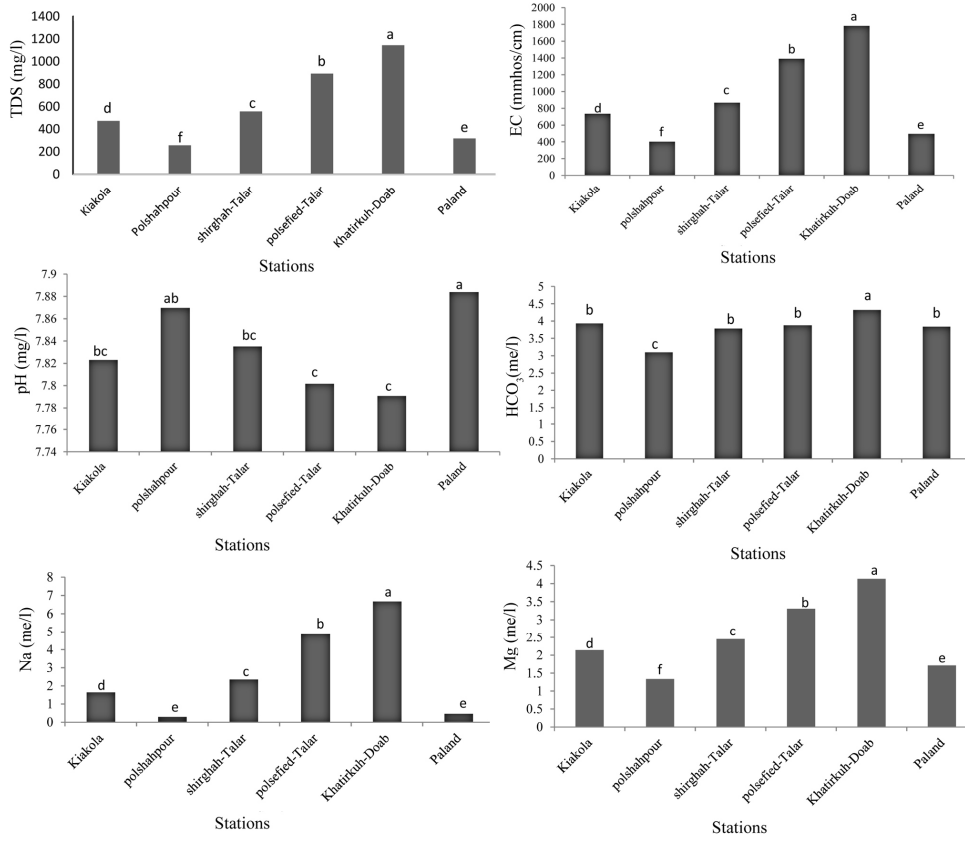 1400
1200
1000
800
600
400
200
0
TDS (mg/l)
d
f
c
b
a
e
Kiakola
Polshahpour
shirghah-Talar
polsefied-Talar
Khatirkuh-Doab
Paland
Stations
2000
1800
1600
1400
1200
1000
800
600
400
200
0
EC (mmhos/cm)
d
f
c
b
a
e
Kiakola
polshahpour
shirghah-Talar
polsefied-Talar
Khatirkuh-Doab
Paland
Stations
7.9
7.88
7.86
7.84
7.82
7.8
7.78
7.76
7.74
pH (mg/l)
bc
ab
bc
c
c
a
Kiakola
polshahpour
shirghah-Talar
polsefied-Talar
Khatirkuh-Doab
Paland
Stations
5
4.5
4
3.5
3
2.5
2
1.5
1
0.5
0
HCO3(me/l)
b
c
b
b
a
b
Kiakola
polshahpour
shirghah-Talar
polsefied-Talar
Khatirkuh-Doab
Paland
Stations
8
7
6
5
4
3
2
1
0
Na (me/l)
d
e
c
b
a
e
Kiakola
polshahpour
shirghah-Talar
polsefied-Talar
Khatirkuh-Doab
Paland
Stations
4.5
4
3.5
3
2.5
2
1.5
1
0.5
0
Mg (me/l)
d
f
c
b
a
e
Kiakola
polshahpour
shirghah-Talar
polsefied-Talar
Khatirkuh-Doab
Paland
Stations